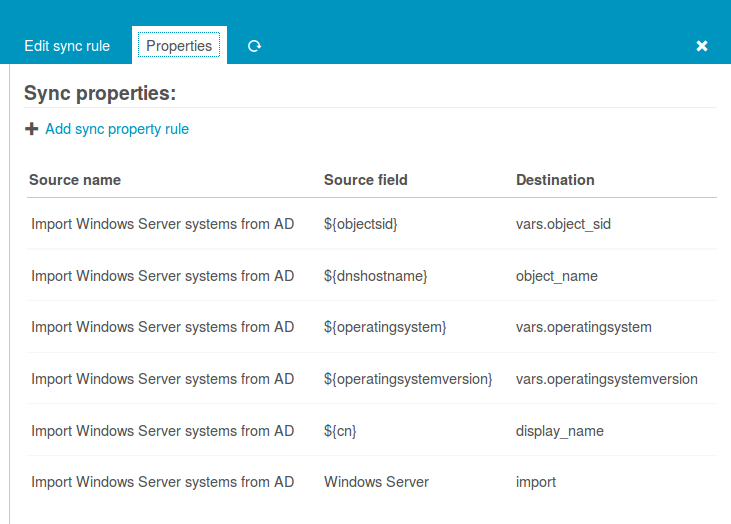 Edit sync rule Properties
Sync properties:
Add sync property rule
Source name Source field Destination
Import Windows Server systems from AD ${objectsid} vars.object_sid
Import Windows Server systems from AD ${dnshostname} object_name
Import Windows Server systems from AD ${operatingsystem} vars.operatingsystem
Import Windows Server systems from AD ${operatingsystemversion} vars.operatingsystemversion
Import Windows Server systems from AD ${cn} display_name
Import Windows Server systems from AD Windows Server import